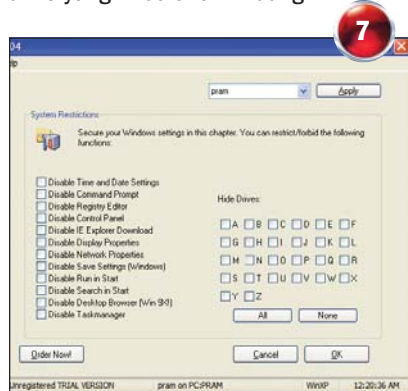 7
04
lp
pram Apply
System Restrictions
Secure your Windows settings in this chapter. You can restrict/forbid the following
functions:
Disable Time and Date Settings
Disable Command Prompt
Disable Registry Editor
Disable Control Panel
Disable IE Explorer Download
Disable Display Properties
Disable Network Properties
Disable Save Settings (Windows)
Disable Run in Start
Disable Search in Start
Disable Desktop Browser (Win 9X)
Disable Taskmanager
Hide Drives:
A B C D E F
G H I J K L
M N O P Q R
S T U V W X
Y Z
All None
Order Now! Cancel OK
Unregistered TRIAL VERSION pram on PC:PRAM WinXP 12:20:36 AM